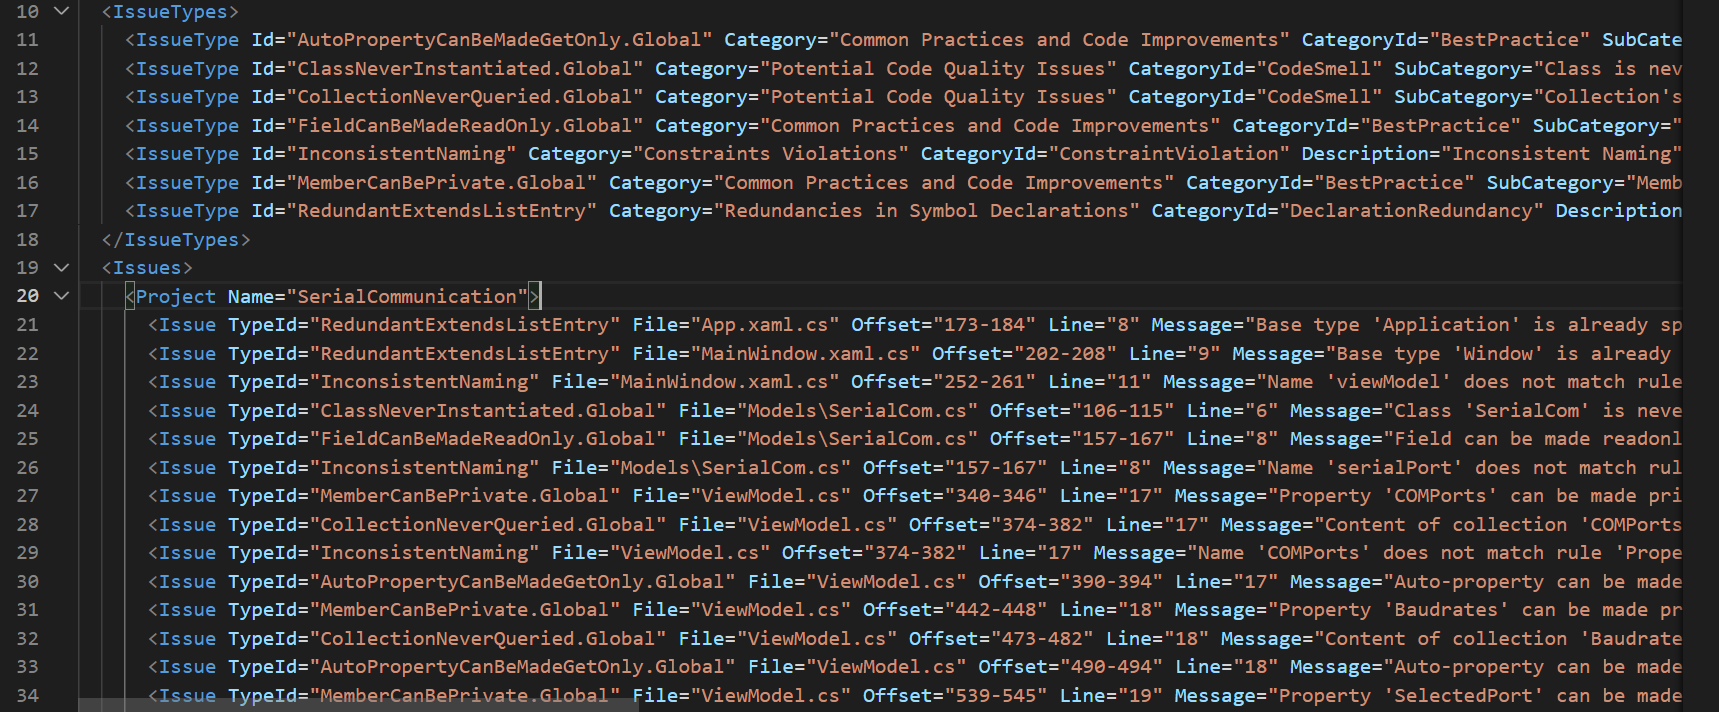 10 <IssueTypes>
11 <IssueType Id="AutoPropertyCanBeMadeGetOnly.Global" Category="Common Practices and Code Improvements" CategoryId="BestPractice" SubCate
12 <IssueType Id="ClassNeverInstantiated.Global" Category="Potential Code Quality Issues" CategoryId="CodeSmell" SubCategory="Class is nev
13 <IssueType Id="CollectionNeverQueried.Global" Category="Potential Code Quality Issues" CategoryId="CodeSmell" SubCategory="Collection's
14 <IssueType Id="FieldCanBeMadeReadOnly.Global" Category="Common Practices and Code Improvements" CategoryId="BestPractice" SubCategory="
15 <IssueType Id="InconsistentNaming" Category="Constraints Violations" CategoryId="ConstraintViolation" Description="Inconsistent Naming"
16 <IssueType Id="MemberCanBePrivate.Global" Category="Common Practices and Code Improvements" CategoryId="BestPractice" SubCategory="Memb
17 <IssueType Id="RedundantExtendsListEntry" Category="Redundancies in Symbol Declarations" CategoryId="DeclarationRedundancy" Description
18 </IssueTypes>
19 <Issues>
20 <Project Name="SerialCommunication">
21 <Issue TypeId="RedundantExtendsListEntry" File="App.xaml.cs" Offset="173-184" Line="8" Message="Base type 'Application' is already sp
22 <Issue TypeId="RedundantExtendsListEntry" File="MainWindow.xaml.cs" Offset="202-208" Line="9" Message="Base type 'Window' is already
23 <Issue TypeId="InconsistentNaming" File="MainWindow.xaml.cs" Offset="252-261" Line="11" Message="Name 'viewModel' does not match rule
24 <Issue TypeId="ClassNeverInstantiated.Global" File="Models\SerialCom.cs" Offset="106-115" Line="6" Message="Class 'SerialCom' is neve
25 <Issue TypeId="FieldCanBeMadeReadOnly.Global" File="Models\SerialCom.cs" Offset="157-167" Line="8" Message="Field can be made readonl
26 <Issue TypeId="InconsistentNaming" File="Models\SerialCom.cs" Offset="157-167" Line="8" Message="Name 'serialPort' does not match rul
27 <Issue TypeId="MemberCanBePrivate.Global" File="ViewModel.cs" Offset="340-346" Line="17" Message="Property 'COMPorts' can be made pri
28 <Issue TypeId="CollectionNeverQueried.Global" File="ViewModel.cs" Offset="374-382" Line="17" Message="Content of collection 'COMPorts
29 <Issue TypeId="InconsistentNaming" File="ViewModel.cs" Offset="374-382" Line="17" Message="Name 'COMPorts' does not match rule 'Prope
30 <Issue TypeId="AutoPropertyCanBeMadeGetOnly.Global" File="ViewModel.cs" Offset="390-394" Line="17" Message="Auto-property can be made
31 <Issue TypeId="MemberCanBePrivate.Global" File="ViewModel.cs" Offset="442-448" Line="18" Message="Property 'Baudrates' can be made pr
32 <Issue TypeId="CollectionNeverQueried.Global" File="ViewModel.cs" Offset="473-482" Line="18" Message="Content of collection 'Baudrate
33 <Issue TypeId="AutoPropertyCanBeMadeGetOnly.Global" File="ViewModel.cs" Offset="490-494" Line="18" Message="Auto-property can be made
34 <Issue TypeId="MemberCanBePrivate.Global" File="ViewModel.cs" Offset="539-545" Line="19" Message="Property 'SelectedPort' can be made